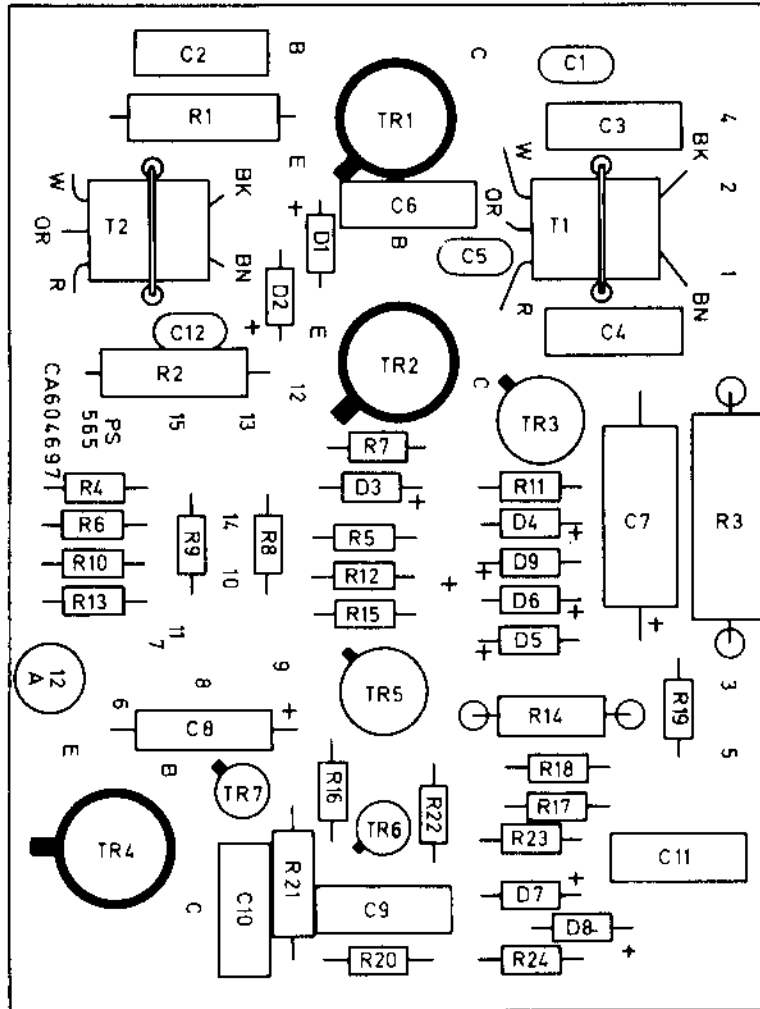 C2
B
C
C1
R1
TR1
C3
4
E
BK
W
BK
W
2
+
C6
OR
T2
D1
B
OR
T1
C5
1
R
BN
D2
R
BN
+
E
C12
C4
R2
TR2
C
12
TR3
CA604697
PS
565
15
13
R7
R4
D3
+
R11
R6
R9
14
R8
R5
D4
+
C7
R3
R10
10
R12
+
+
D9
R13
R15
D6
+
11
7
+
D5
+
12
A
8
9
TR5
3
6
C8
+
R14
R19
E
B
5
TR7
R16
R22
R18
R17
TR4
TR6
R23
C11
R21
C
C10
C9
D7
+
D8
+
R20
R24